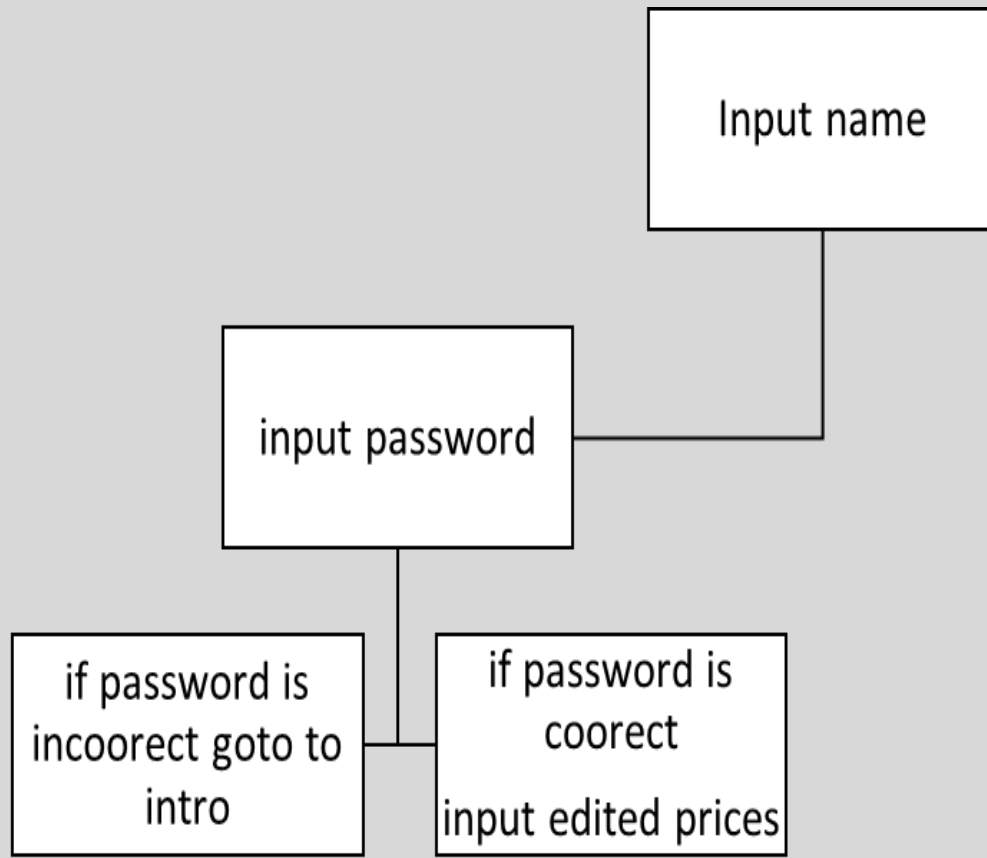 Input name
input password
if password is
incoorect goto to
intro
if password is
coorect
input edited prices